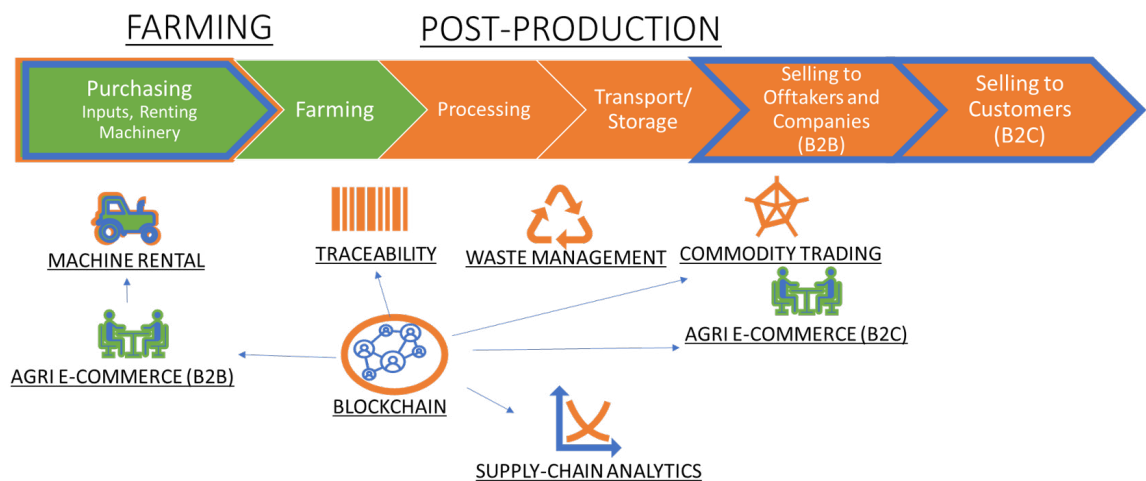 FARMING
POST-PRODUCTION
Purchasing
Inputs, Renting
Machinery
Farming
Processing
Transport/
Storage
Selling to
Offtakers and
Companies
(B2B)
Selling to
Customers
(B2C)
MACHINE RENTAL
TRACEABILITY
WASTE MANAGEMENT
COMMODITY TRADING
AGRI E-COMMERCE (B2B)
BLOCKCHAIN
AGRI E-COMMERCE (B2C)
SUPPLY-CHAIN ANALYTICS